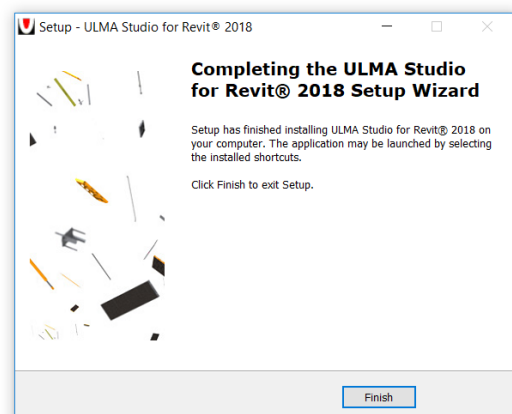 Setup - ULMA Studio for Revit® 2018
Completing the ULMA Studio
for Revit® 2018 Setup Wizard
Setup has finished installing ULMA Studio for Revit® 2018 on
your computer. The application may be launched by selecting
the installed shortcuts.
Click Finish to exit Setup.
Finish